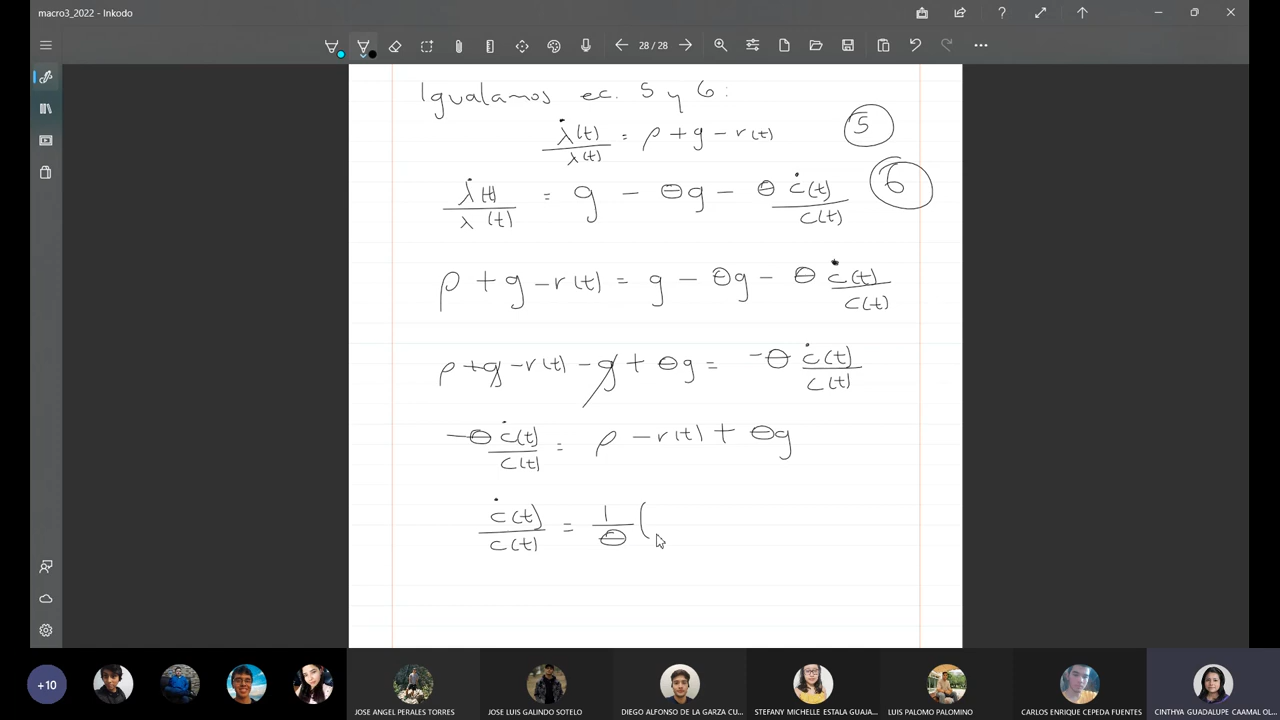 macro3_2022 - Inkodo
28 / 28
Igualamos ec. 5 y 6:
λ̇(t)/λ(t) = ρ + g - r(t) 5
λ̇(t)/λ(t) = g - θg - θ ċ(t)/c(t) 6
ρ + g - r(t) = g - θg - θ ċ(t)/c(t)
ρ + g - r(t) - g + θg = -θ ċ(t)/c(t)
-θ ċ(t)/c(t) = ρ - r(t) + θg
ċ(t)/c(t) = 1/θ (
+10
JOSE ANGEL PERALES TORRES
JOSE LUIS GALINDO SOTELO
DIEGO ALFONSO DE LA GARZA CU...
STEFANY MICHELLE ESTALA GUAJA...
LUIS PALOMO PALOMINO
CARLOS ENRIQUE CEPEDA FUENTES
CINTHYA GUADALUPE CAAMAL OL...